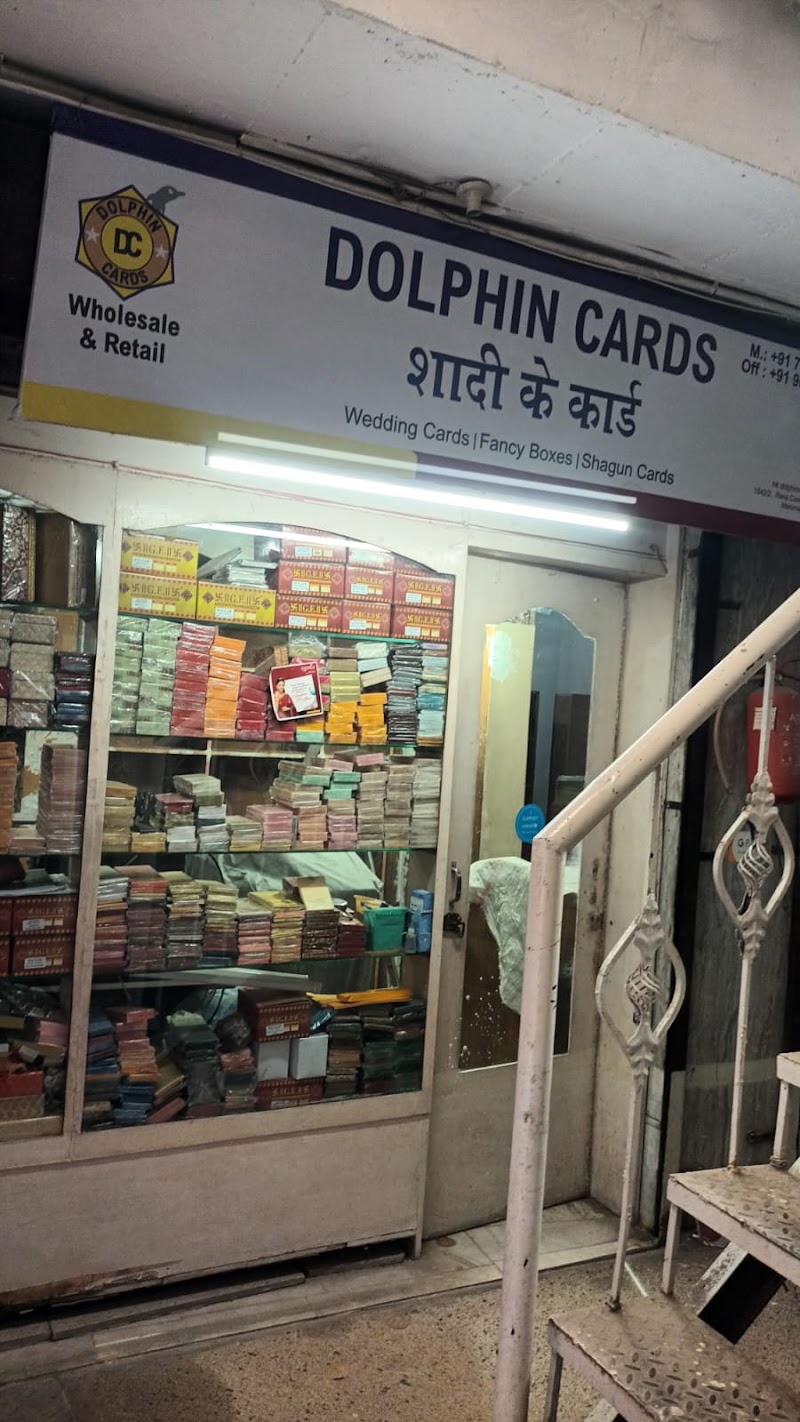 DOLPHIN
DC
CARDS
Wholesale
& Retail
DOLPHIN CARDS
शादी के कार्ड
Wedding Cards | Fancy Boxes | Shagun Cards
M.: +91 7
Off : +91 9